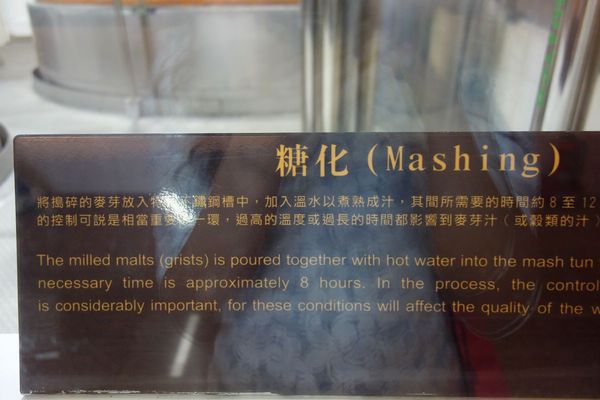 糖化 (Mashing)
將搗碎的麥芽放入特 不鏽鋼槽中，加入溫水以煮熟成汁，其間所需要的時間約 8 至 12
的控制可說是相當重要 一環，過高的溫度或過長的時間都影響到麥芽汁（或穀類的汁）
The milled malts (grists) is poured together with hot water into the mash tun
necessary time is approximately 8 hours. In the process, the control
is considerably important, for these conditions will affect the quality of the w